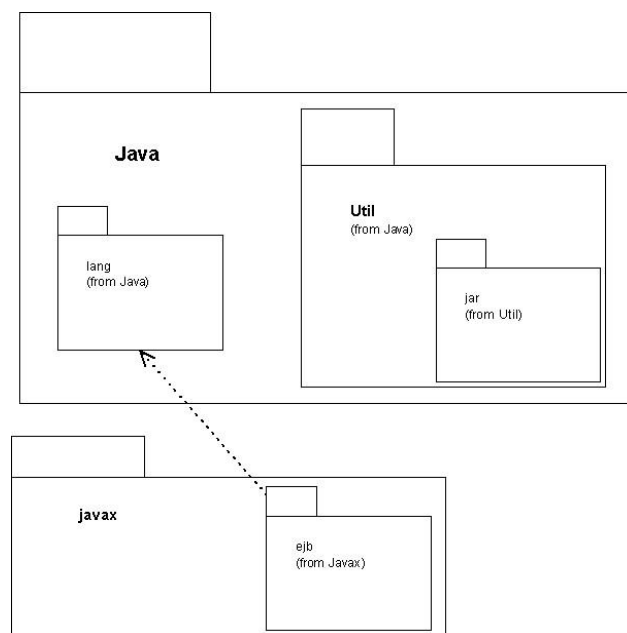 Java
Util
(from Java)
lang
(from Java)
jar
(from Util)
javax
ejb
(from Javax)